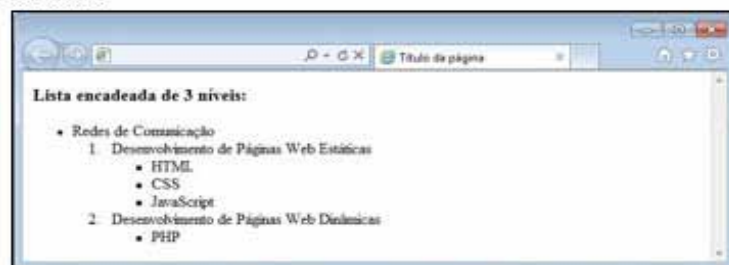 Título da página
Lista encadeada de 3 níveis:
Redes de Comunicação
1. Desenvolvimento de Páginas Web Estáticas
HTML
CSS
JavaScript
2. Desenvolvimento de Páginas Web Dinâmicas
PHP